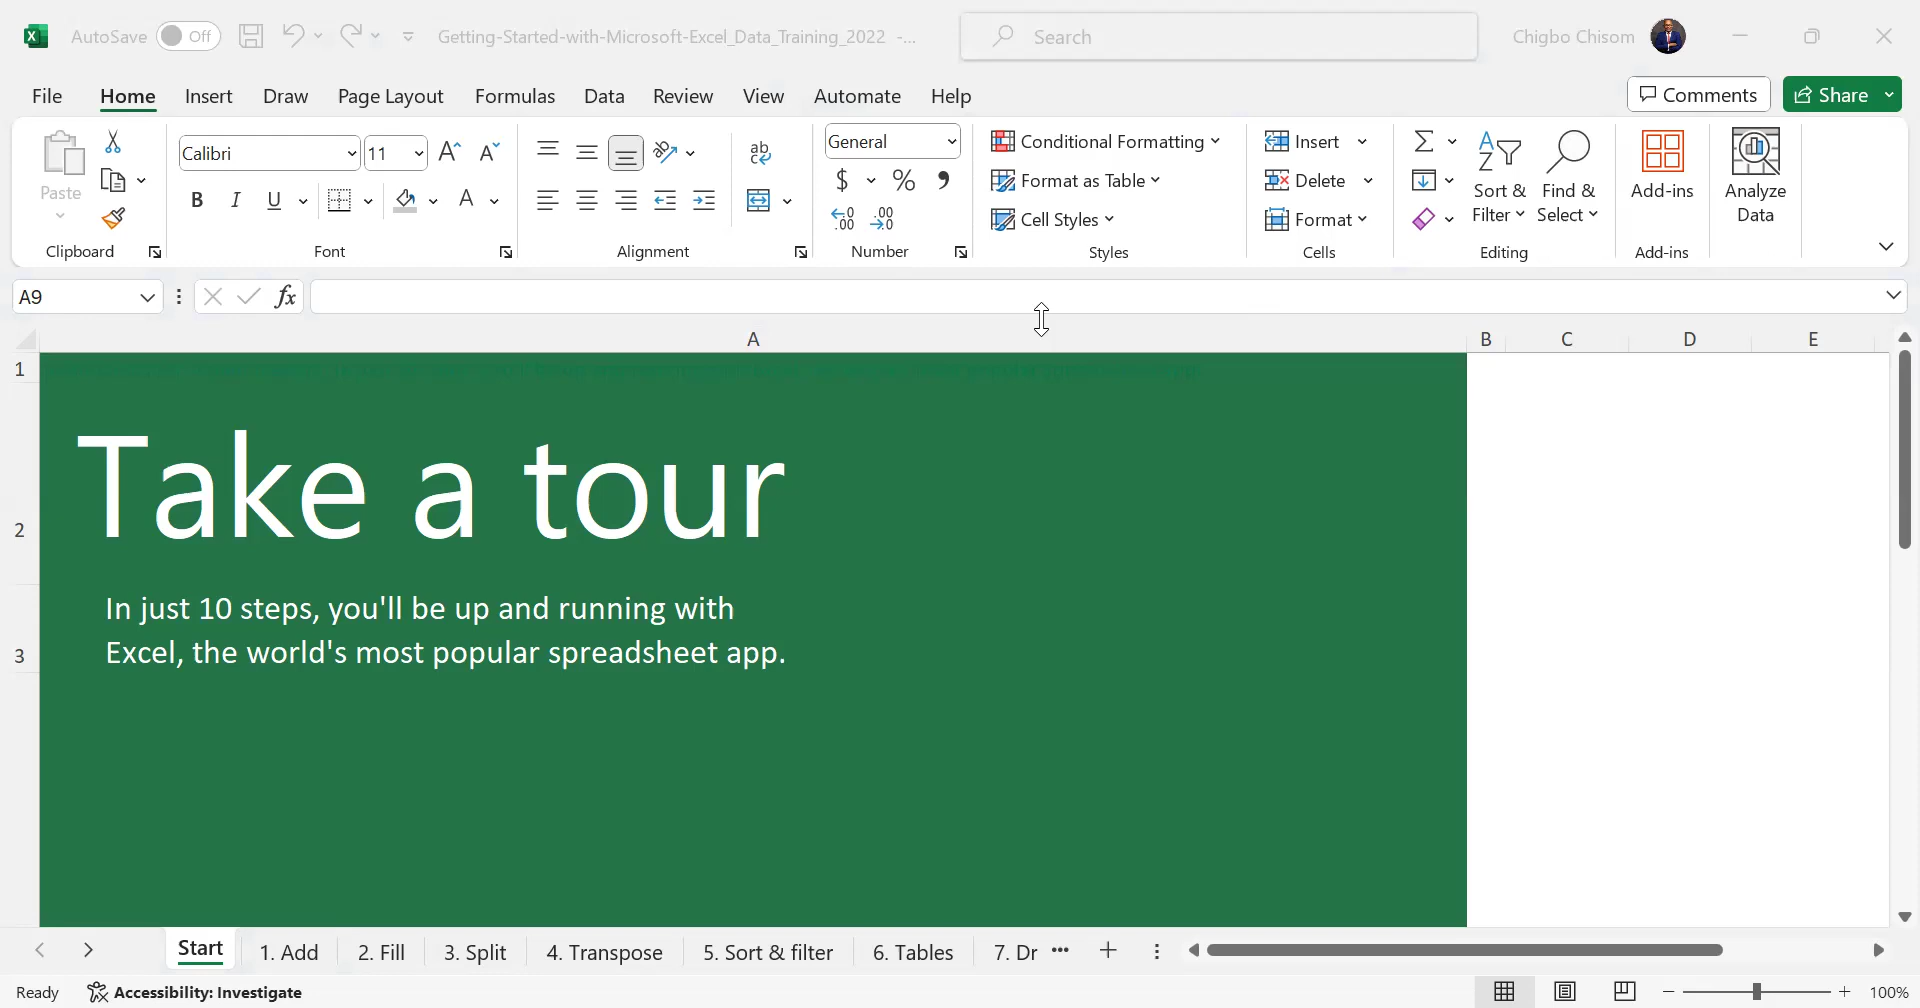 AutoSave Off Getting-Started-with-Microsoft-Excel_Data_Training_2022 -... Search Chigbo Chisom
File Home Insert Draw Page Layout Formulas Data Review View Automate Help Comments Share
Paste
Clipboard
Calibri 11
B I U A
Font
ab
Alignment
General
$ % ,
Number
Conditional Formatting
Format as Table
Cell Styles
Styles
Insert
Delete
Format
Cells
Sort &
Filter
Find &
Select
Editing
Add-ins
Add-ins
Analyze
Data
A9 fx
A B C D E
1
2
3
Take a tour
In just 10 steps, you'll be up and running with
Excel, the world's most popular spreadsheet app.
Start 1. Add 2. Fill 3. Split 4. Transpose 5. Sort & filter 6. Tables 7. Dr ...
Ready Accessibility: Investigate 100%